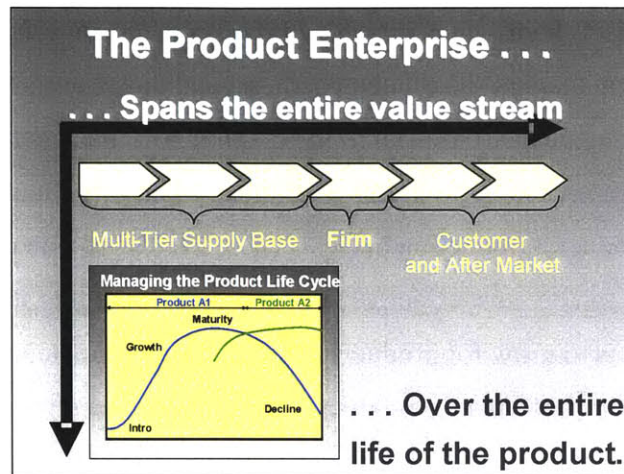 The Product Enterprise . . .
. . . Spans the entire value stream
Multi-Tier Supply Base
Firm
Customer
and After Market
Managing the Product Life Cycle
Product A1
Product A2
Maturity
Growth
Decline
Intro
. . . Over the entire
life of the product.